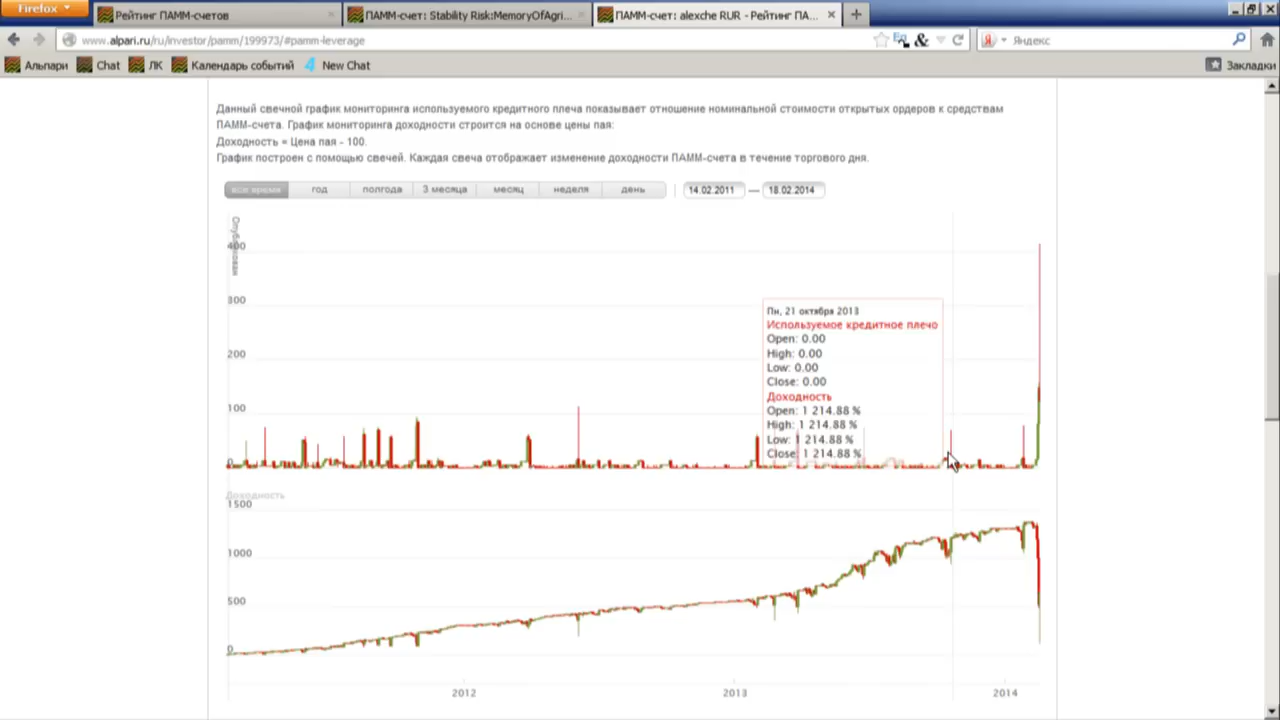 Firefox
Рейтинг ПАММ-счетов
ПАММ-счет: Stability Risk:MemoryOfAgri...
ПАММ-счет: alexche RUR - Рейтинг ПА...
www.alpari.ru/ru/investor/pamm/199973/#pamm-leverage
Яндекс
Альпари
Chat
ЛК
Календарь событий
New Chat
Закладки
Данный свечной график мониторинга используемого кредитного плеча показывает отношение номинальной стоимости открытых ордеров к средствам
ПАММ-счета. График мониторинга доходности строится на основе цены пая:
Доходность = Цена пая - 100.
График построен с помощью свечей. Каждая свеча отображает изменение доходности ПАММ-счета в течение торгового дня.
все время год полгода 3 месяца месяц неделя день 14.02.2011 — 18.02.2014
400
300
200
100
0
Пн, 21 октября 2013
Используемое кредитное плечо
Open: 0.00
High: 0.00
Low: 0.00
Close: 0.00
Доходность
Open: 1 214.88 %
High: 1 214.88 %
Low: 1 214.88 %
Close: 1 214.88 %
Доходность
1500
1000
500
0
2012 2013 2014